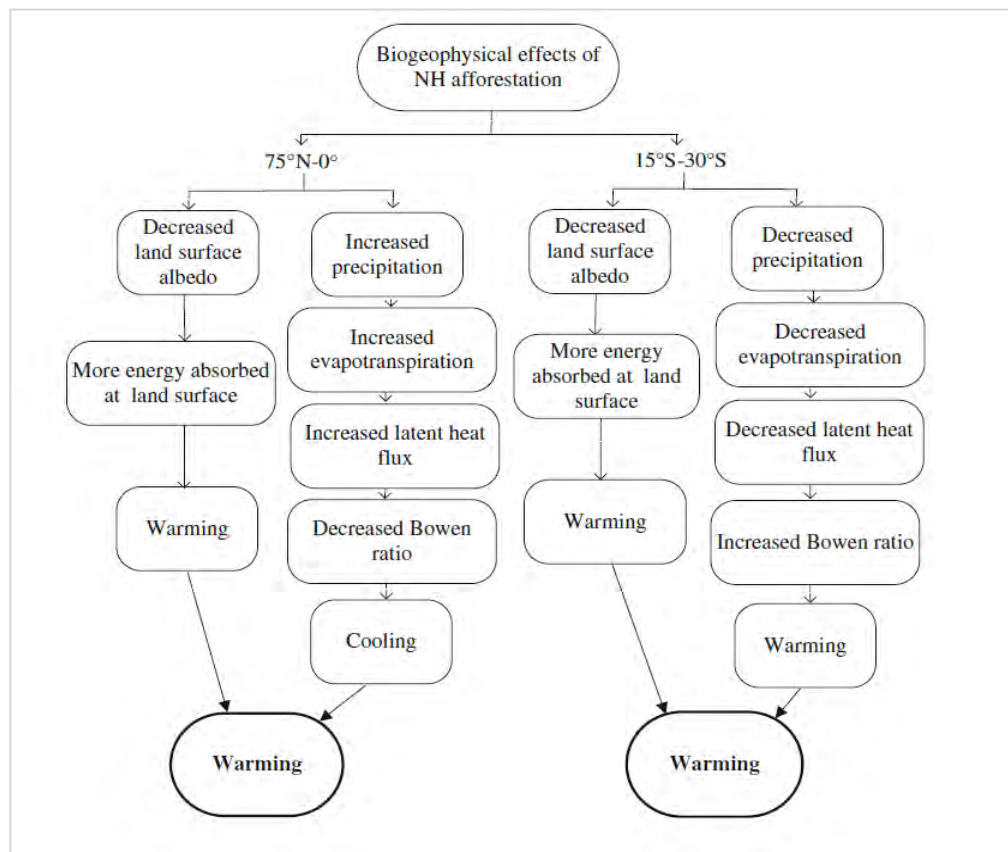 Biogeophysical effects of
NH afforestation
75°N-0°
15°S-30°S
Decreased
land surface
albedo
More energy absorbed
at land surface
Warming
Increased
precipitation
Increased
evapotranspiration
Increased latent heat
flux
Decreased Bowen
ratio
Cooling
Warming
Decreased
land surface
albedo
More energy
absorbed at land
surface
Warming
Decreased
precipitation
Decreased
evapotranspiration
Decreased latent heat
flux
Increased Bowen ratio
Warming
Warming